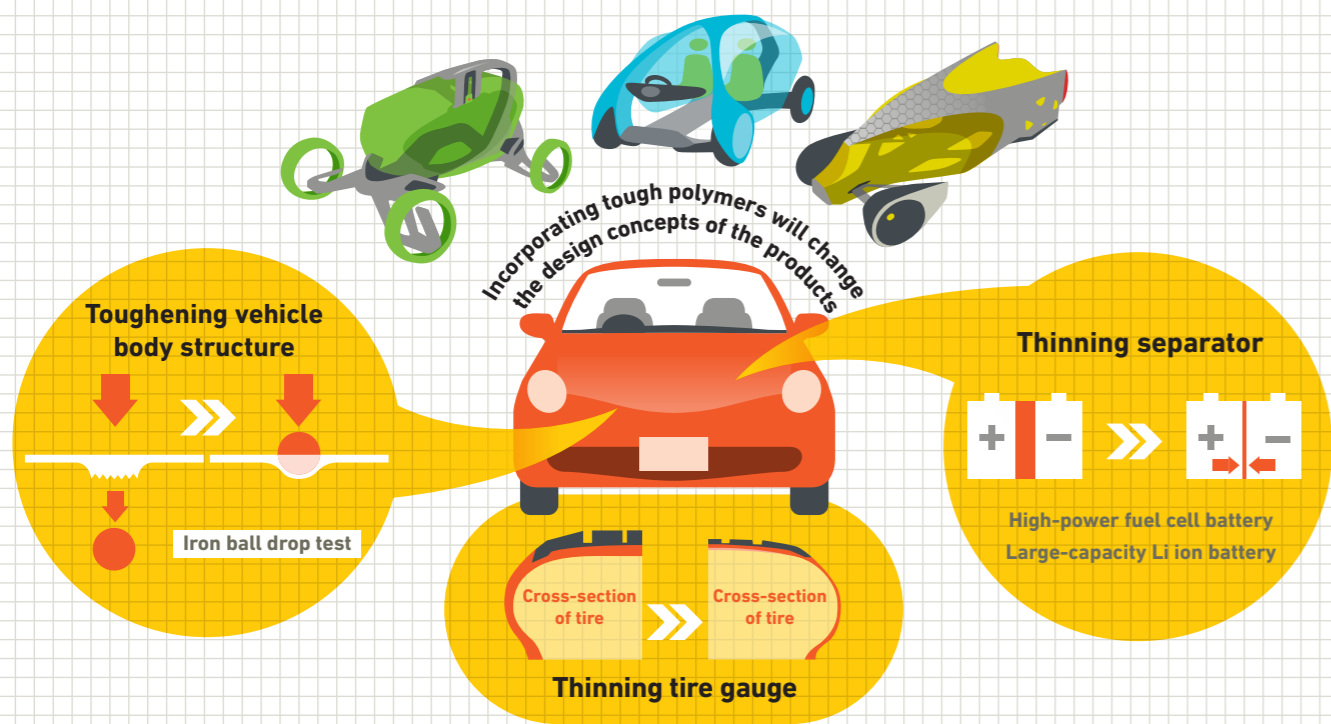 Incorporating tough polymers will change
the design concepts of the products
Toughening vehicle
body structure
Iron ball drop test
Thinning separator
+ − + −
High-power fuel cell battery
Large-capacity Li ion battery
Cross-section
of tire
Cross-section
of tire
Thinning tire gauge